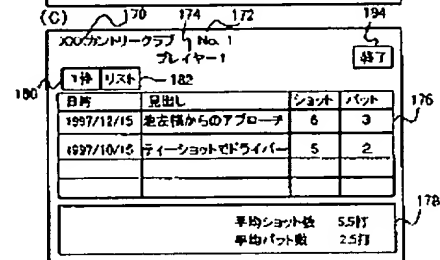 (C) 170 174 172 194
XXXカントリークラブ No. 1
プレイヤー1 終了
180 1枠 リスト 182
日時 見出し ショット パット 176
1997/12/15 池左横からのアプローチ 6 3
1997/10/15 ティーショットでドライバー 5 2
平均ショット数 5.5打 178
平均パット数 2.5打